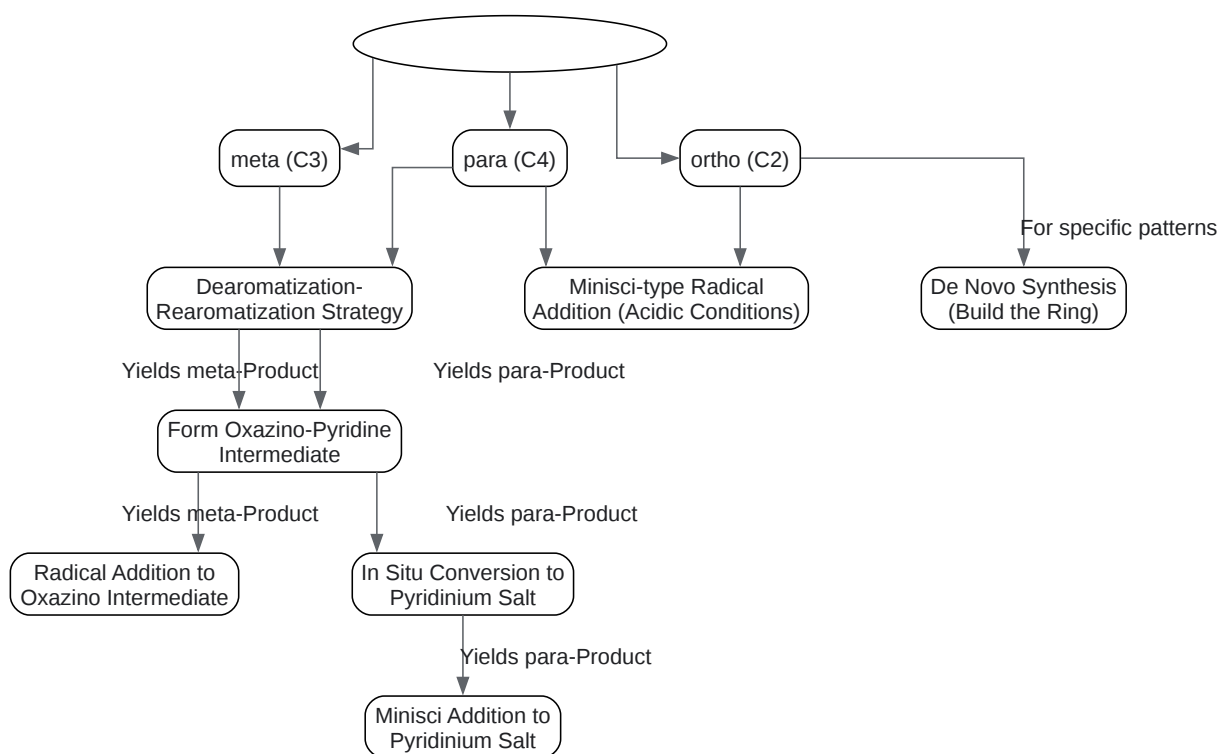 meta (C3)
para (C4)
ortho (C2)
For specific patterns
Dearomatization-
Rearomatization Strategy
Minisci-type Radical
Addition (Acidic Conditions)
De Novo Synthesis
(Build the Ring)
Yields meta-Product
Yields para-Product
Form Oxazino-Pyridine
Intermediate
Yields meta-Product
Yields para-Product
Radical Addition to
Oxazino Intermediate
In Situ Conversion to
Pyridinium Salt
Yields para-Product
Minisci Addition to
Pyridinium Salt